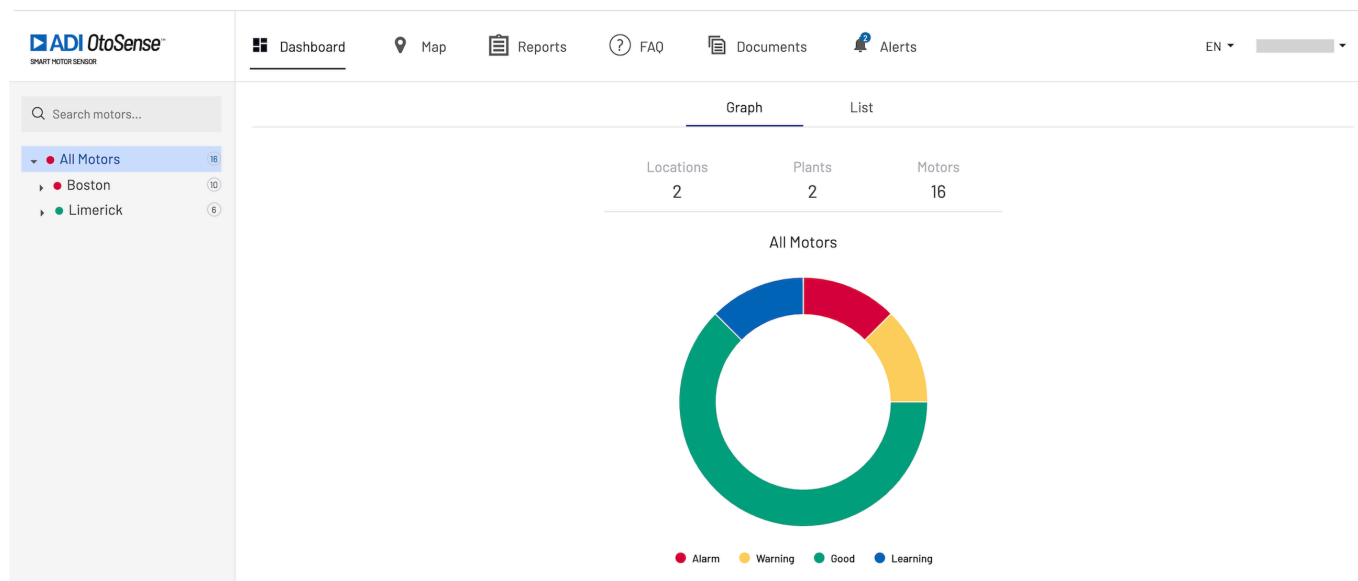 ADI OtoSense™
SMART MOTOR SENSOR
Dashboard
Map
Reports
? FAQ
Documents
2
Alerts
EN
Search motors...
All Motors 16
Boston 10
Limerick 6
Graph List
Locations Plants Motors
2 2 16
All Motors
Alarm Warning Good Learning